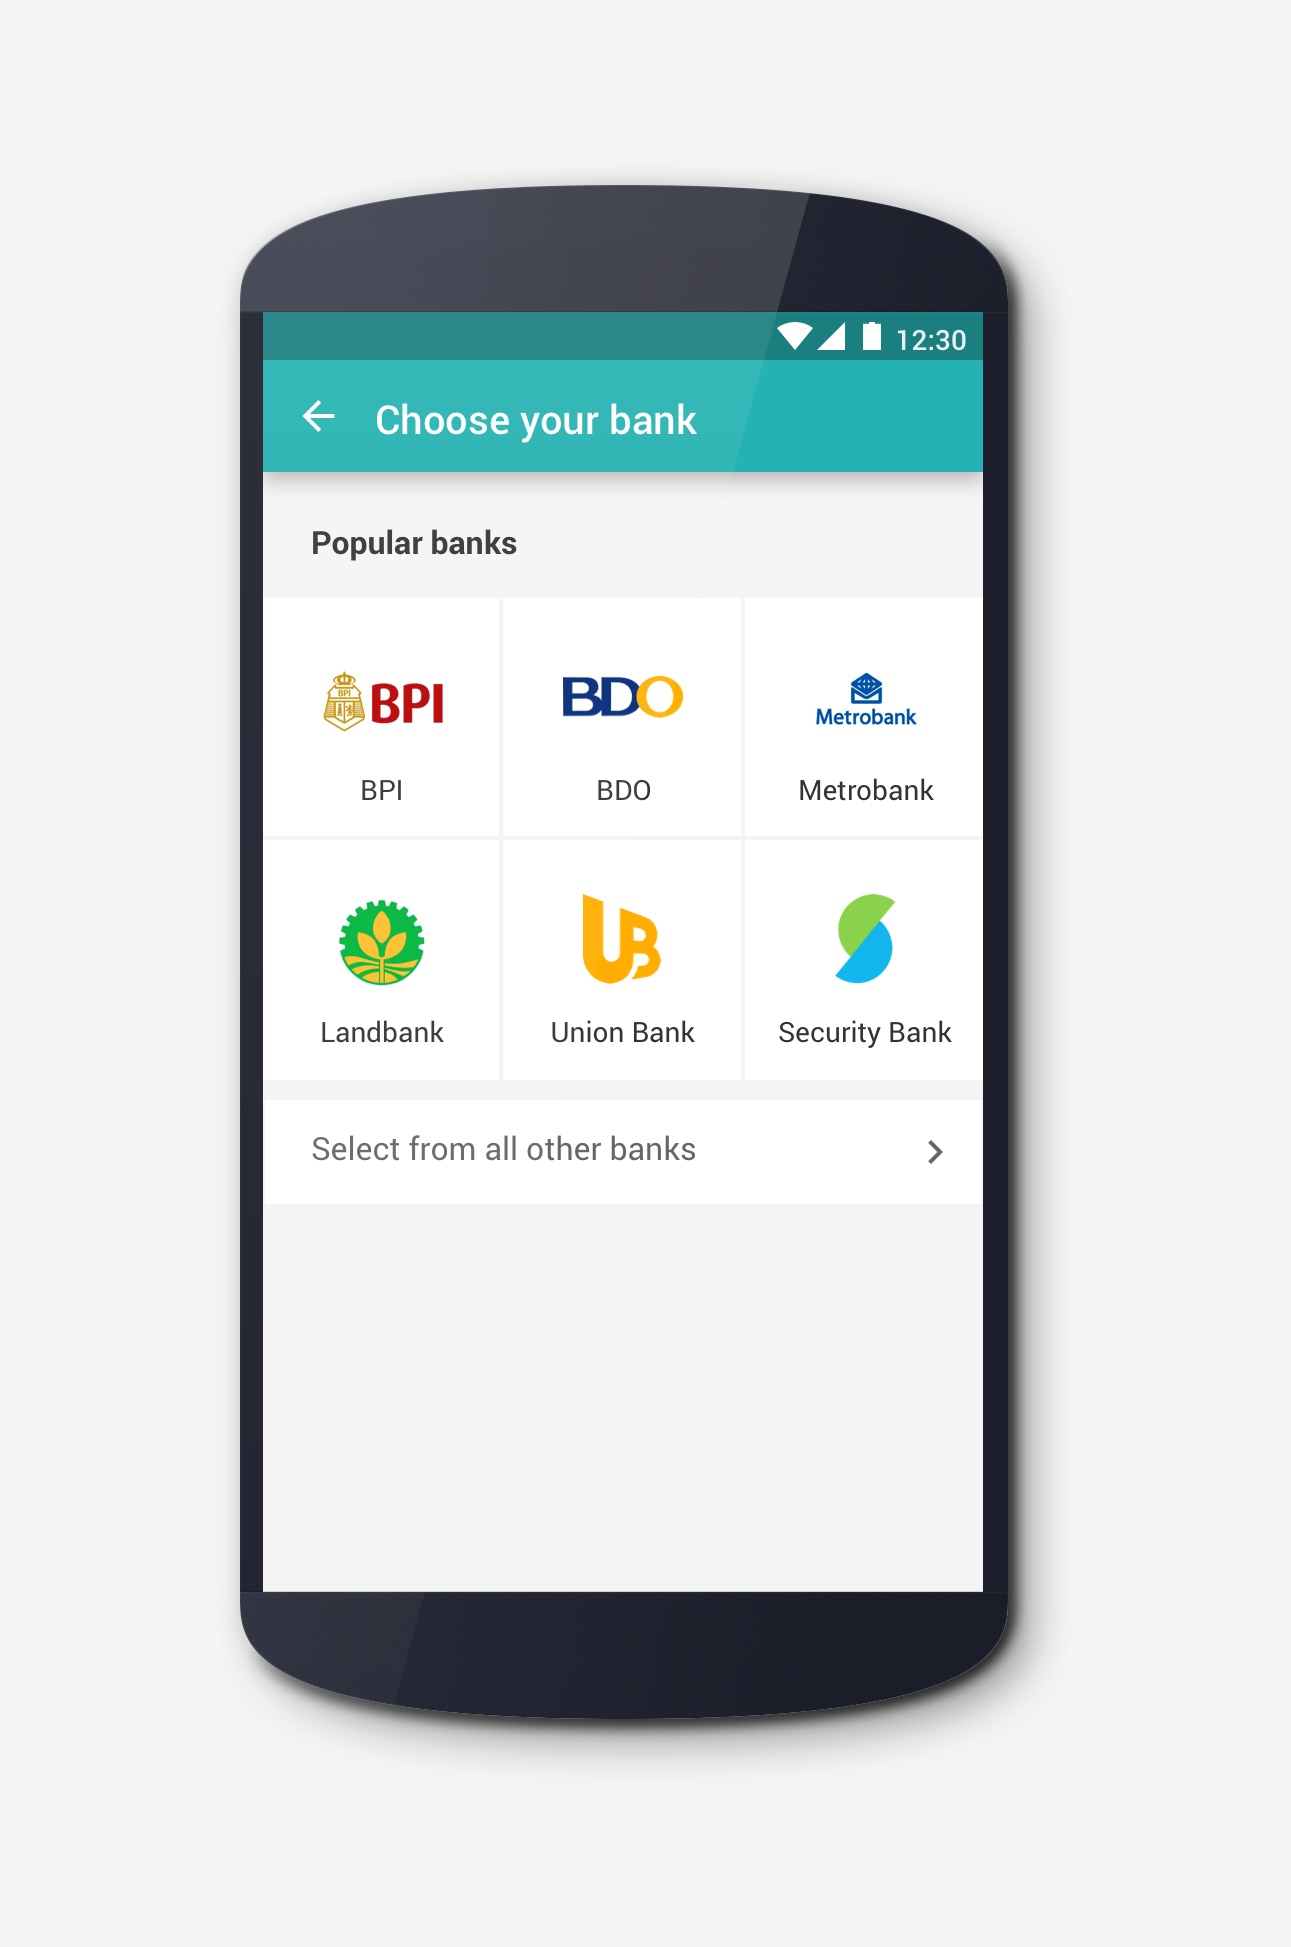 12:30
Choose your bank
Popular banks
BPI BPI BDO Metrobank
BPI BDO Metrobank
UB
Landbank Union Bank Security Bank
Select from all other banks